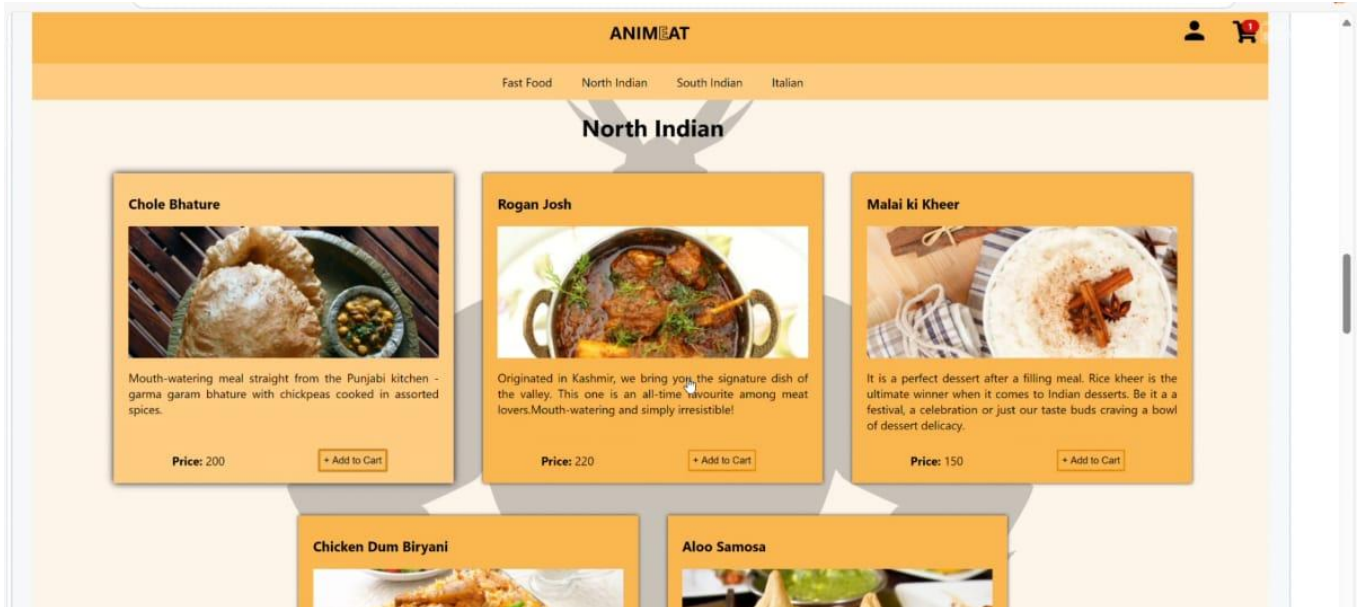 ANIMEAT
1
Fast Food North Indian South Indian Italian
North Indian
Chole Bhature
Mouth-watering meal straight from the Punjabi kitchen -
garma garam bhature with chickpeas cooked in assorted
spices.
Price: 200 + Add to Cart
Rogan Josh
Originated in Kashmir, we bring you the signature dish of
the valley. This one is an all-time favourite among meat
lovers.Mouth-watering and simply irresistible!
Price: 220 + Add to Cart
Malai ki Kheer
It is a perfect dessert after a filling meal. Rice kheer is the
ultimate winner when it comes to Indian desserts. Be it a a
festival, a celebration or just our taste buds craving a bowl
of dessert delicacy.
Price: 150 + Add to Cart
Chicken Dum Biryani
Aloo Samosa